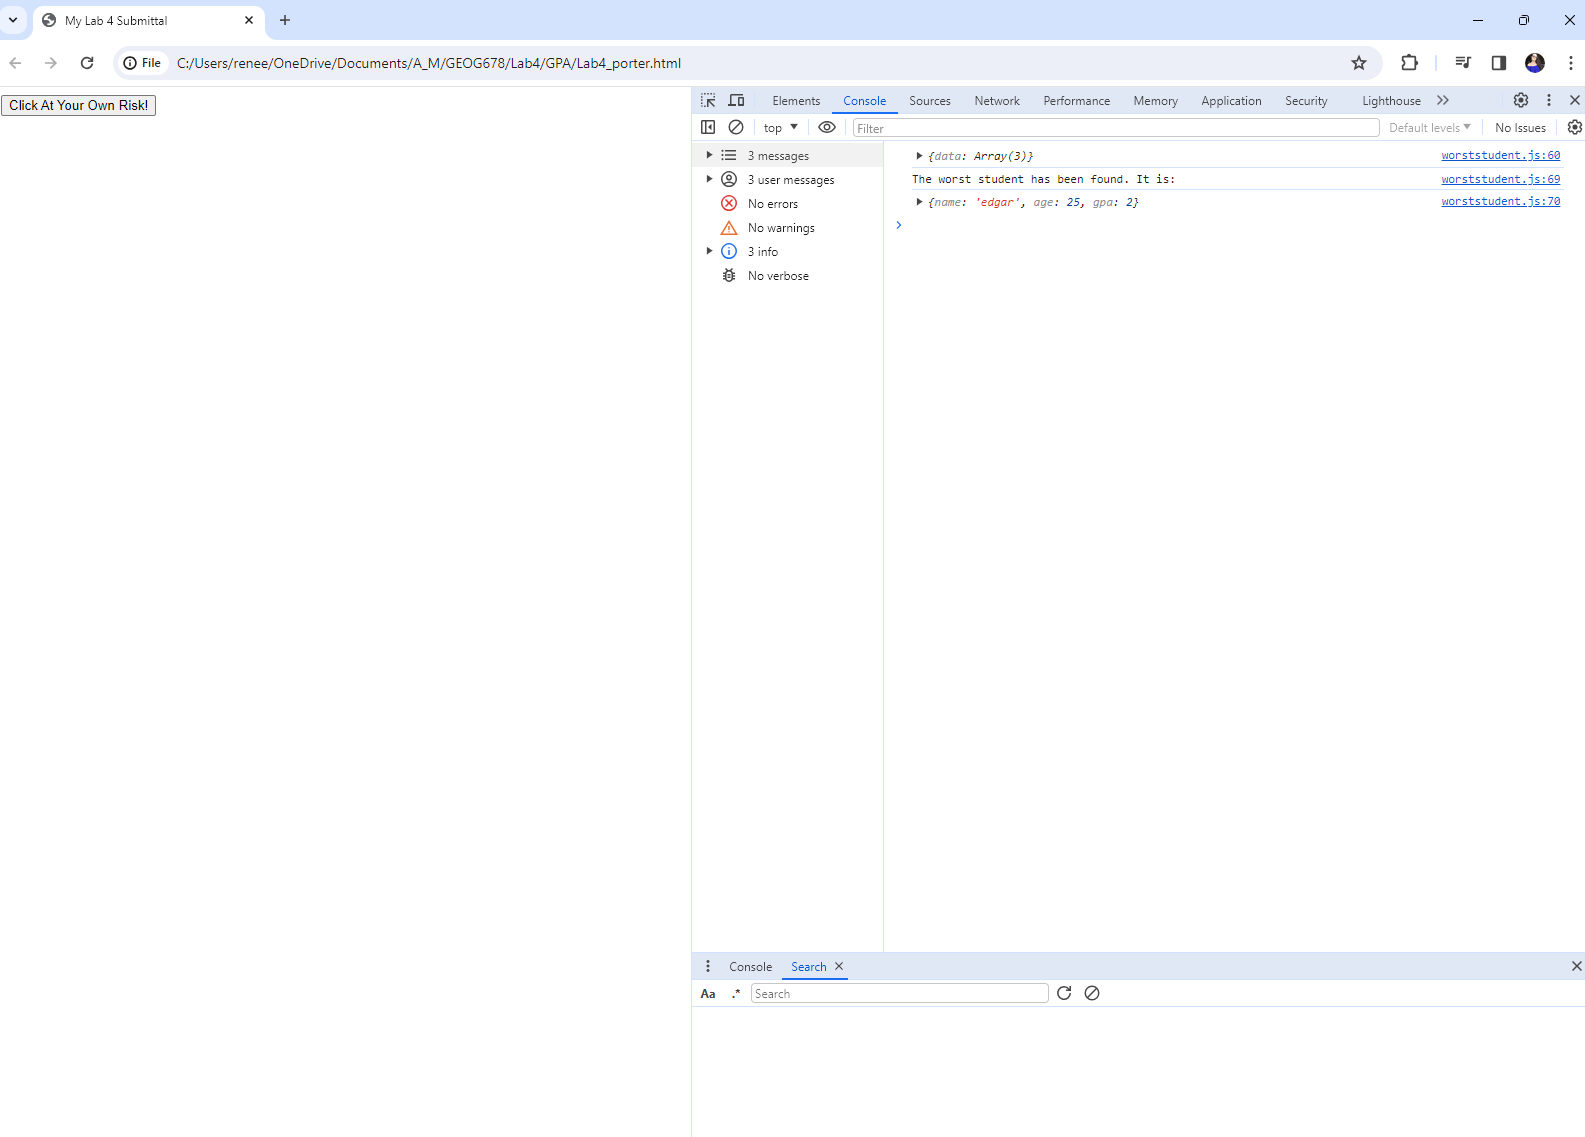 My Lab 4 Submittal
File C:/Users/renee/OneDrive/Documents/A_M/GEOG678/Lab4/GPA/Lab4_porter.html
Click At Your Own Risk!
Elements Console Sources Network Performance Memory Application Security Lighthouse
top Filter Default levels No Issues
3 messages
3 user messages
No errors
No warnings
3 info
No verbose
{data: Array(3)} worststudent.js:60
The worst student has been found. It is: worststudent.js:69
{name: 'edgar', age: 25, gpa: 2} worststudent.js:70
Console Search
Aa .* Search